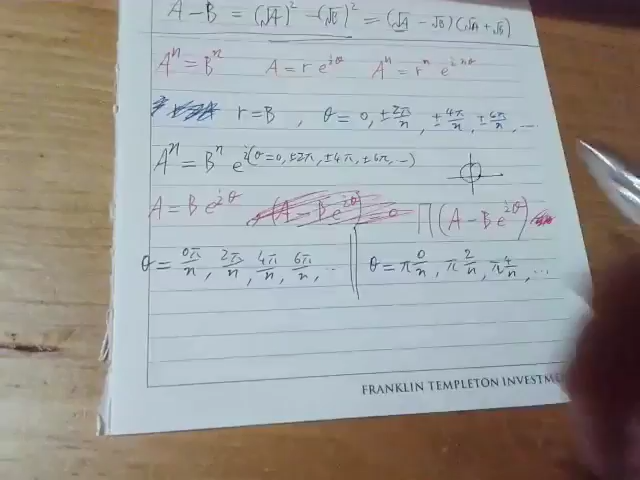 A - B = (√A)² - (√B)² = (√A - √B)(√A + √B)
Aⁿ = Bⁿ A = r e^{iθ} Aⁿ = rⁿ e^{inθ}
r = B , θ = 0, ± 2π/n , ± 4π/n , ± 6π/n , ...
Aⁿ = Bⁿ e^{i(θ = 0, ±2π, ±4π, ±6π, ...)}
A = B e^{iθ} (A - B e^{iθ}) Π (A - B e^{iθ})
θ = 0π/n , 2π/n , 4π/n , 6π/n , ... θ = π 0/n , π 2/n , π 4/n , ...
FRANKLIN TEMPLETON INVESTME